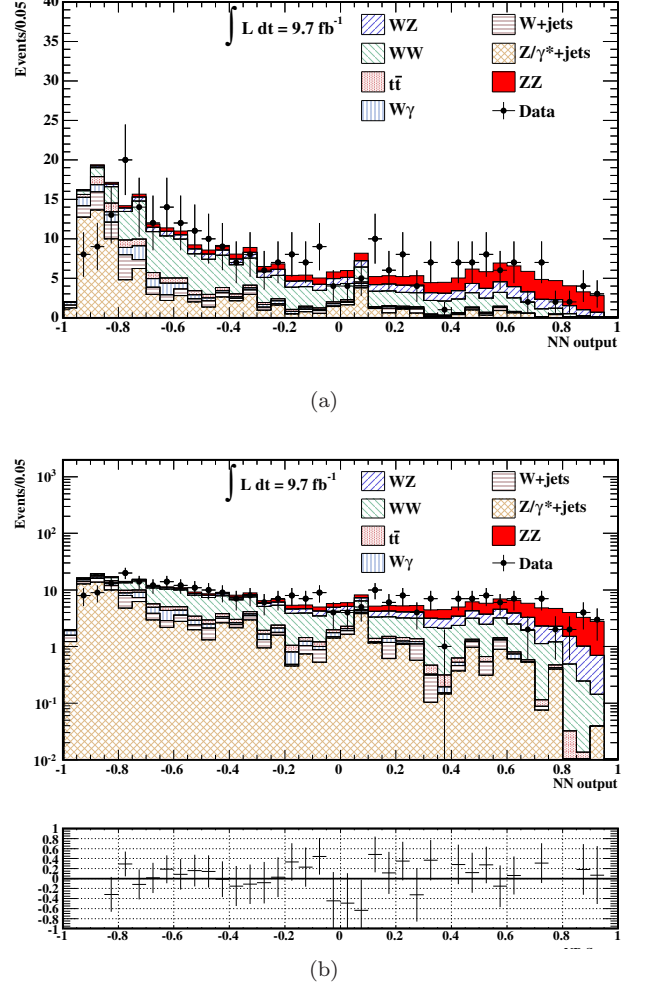 40
35
30
25
20
15
10
5
0
Events/0.05
∫ L dt = 9.7 fb⁻¹
WZ
WW
tt̄
Wγ
W+jets
Z/γ*+jets
ZZ
Data
-1 -0.8 -0.6 -0.4 -0.2 0 0.2 0.4 0.6 0.8 1
NN output
(a)
Events/0.05
10³
10²
10
1
10⁻¹
10⁻²
∫ L dt = 9.7 fb⁻¹
WZ
WW
tt̄
Wγ
W+jets
Z/γ*+jets
ZZ
Data
-1 -0.8 -0.6 -0.4 -0.2 0 0.2 0.4 0.6 0.8 1
NN output
1
0.8
0.6
0.4
0.2
0
-0.2
-0.4
-0.6
-0.8
-1
-1 -0.8 -0.6 -0.4 -0.2 0 0.2 0.4 0.6 0.8 1
(b)